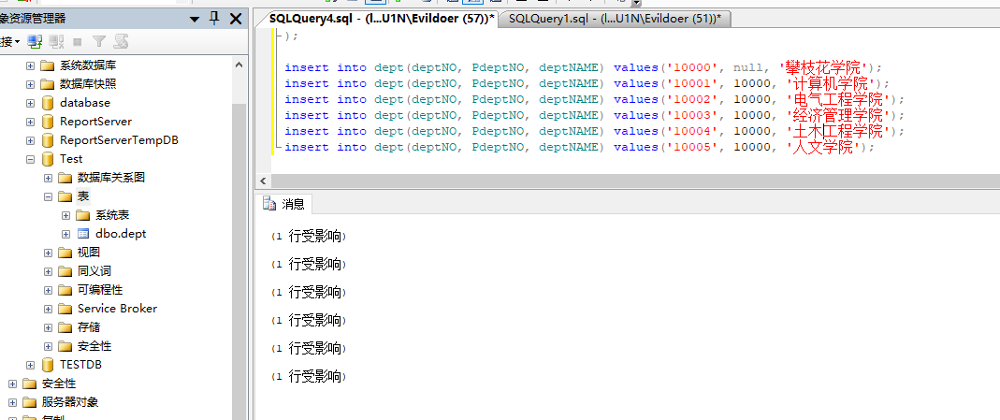 象资源管理器
接
系统数据库
数据库快照
database
ReportServer
ReportServerTempDB
Test
数据库关系图
表
系统表
dbo.dept
视图
同义词
可编程性
Service Broker
存储
安全性
TESTDB
安全性
服务器对象
SQLQuery4.sql - (l...U1N\Evildoer (57))*
SQLQuery1.sql - (l...U1N\Evildoer (51))*
);
insert into dept(deptNO, PdeptNO, deptNAME) values('10000', null, '攀枝花学院');
insert into dept(deptNO, PdeptNO, deptNAME) values('10001', 10000, '计算机学院');
insert into dept(deptNO, PdeptNO, deptNAME) values('10002', 10000, '电气工程学院');
insert into dept(deptNO, PdeptNO, deptNAME) values('10003', 10000, '经济管理学院');
insert into dept(deptNO, PdeptNO, deptNAME) values('10004', 10000, '土木工程学院');
insert into dept(deptNO, PdeptNO, deptNAME) values('10005', 10000, '人文学院');
消息
(1 行受影响)
(1 行受影响)
(1 行受影响)
(1 行受影响)
(1 行受影响)
(1 行受影响)